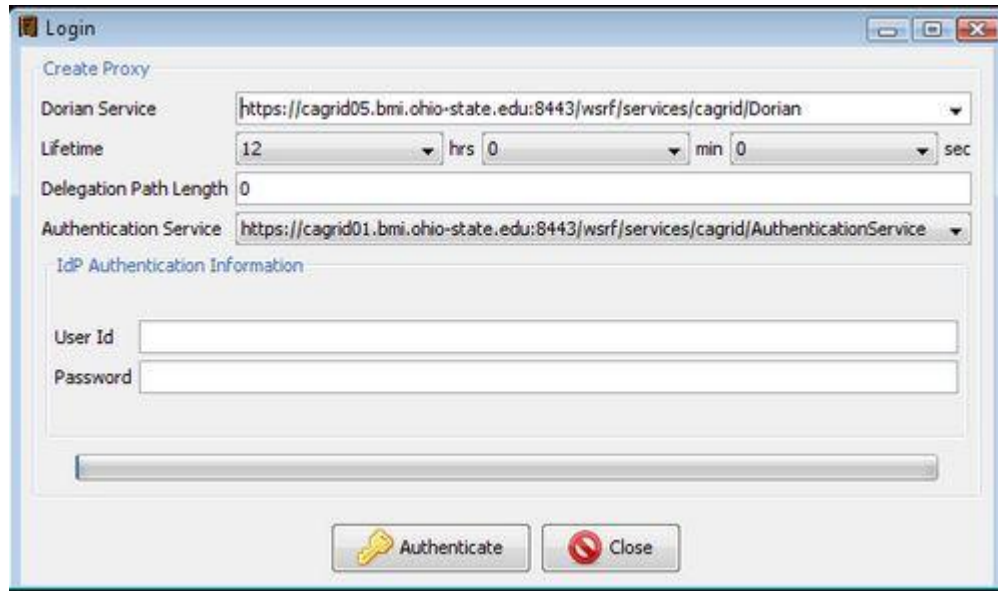 Login
Create Proxy
Dorian Service https://cagrid05.bmi.ohio-state.edu:8443/wsrf/services/cagrid/Dorian
Lifetime 12 hrs 0 min 0 sec
Delegation Path Length 0
Authentication Service https://cagrid01.bmi.ohio-state.edu:8443/wsrf/services/cagrid/AuthenticationService
IdP Authentication Information
User Id
Password
Authenticate Close